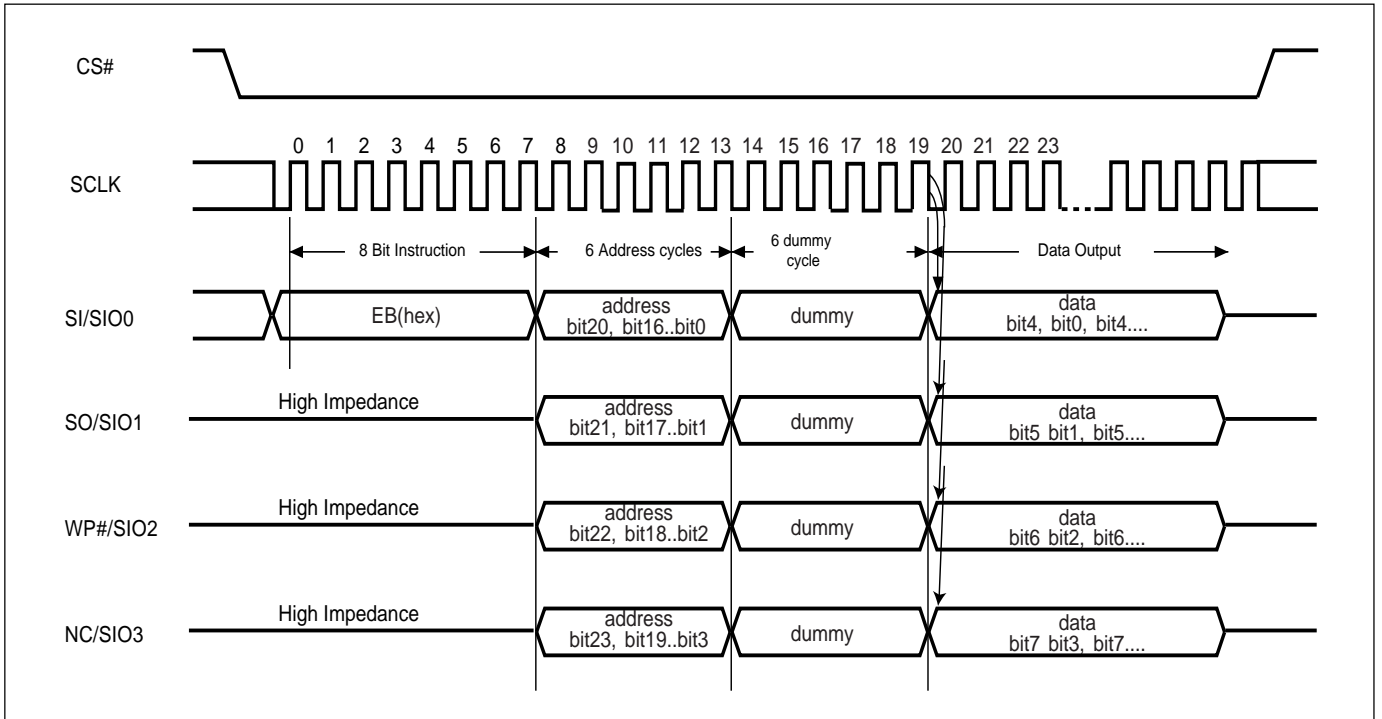 CS#
0 1 2 3 4 5 6 7 8 9 10 11 12 13 14 15 16 17 18 19 20 21 22 23
SCLK
8 Bit Instruction
6 Address cycles
6 dummy
cycle
Data Output
SI/SIO0
EB(hex)
address
bit20, bit16..bit0
dummy
data
bit4, bit0, bit4....
SO/SIO1
High Impedance
address
bit21, bit17..bit1
dummy
data
bit5 bit1, bit5....
WP#/SIO2
High Impedance
address
bit22, bit18..bit2
dummy
data
bit6 bit2, bit6....
NC/SIO3
High Impedance
address
bit23, bit19..bit3
dummy
data
bit7 bit3, bit7....